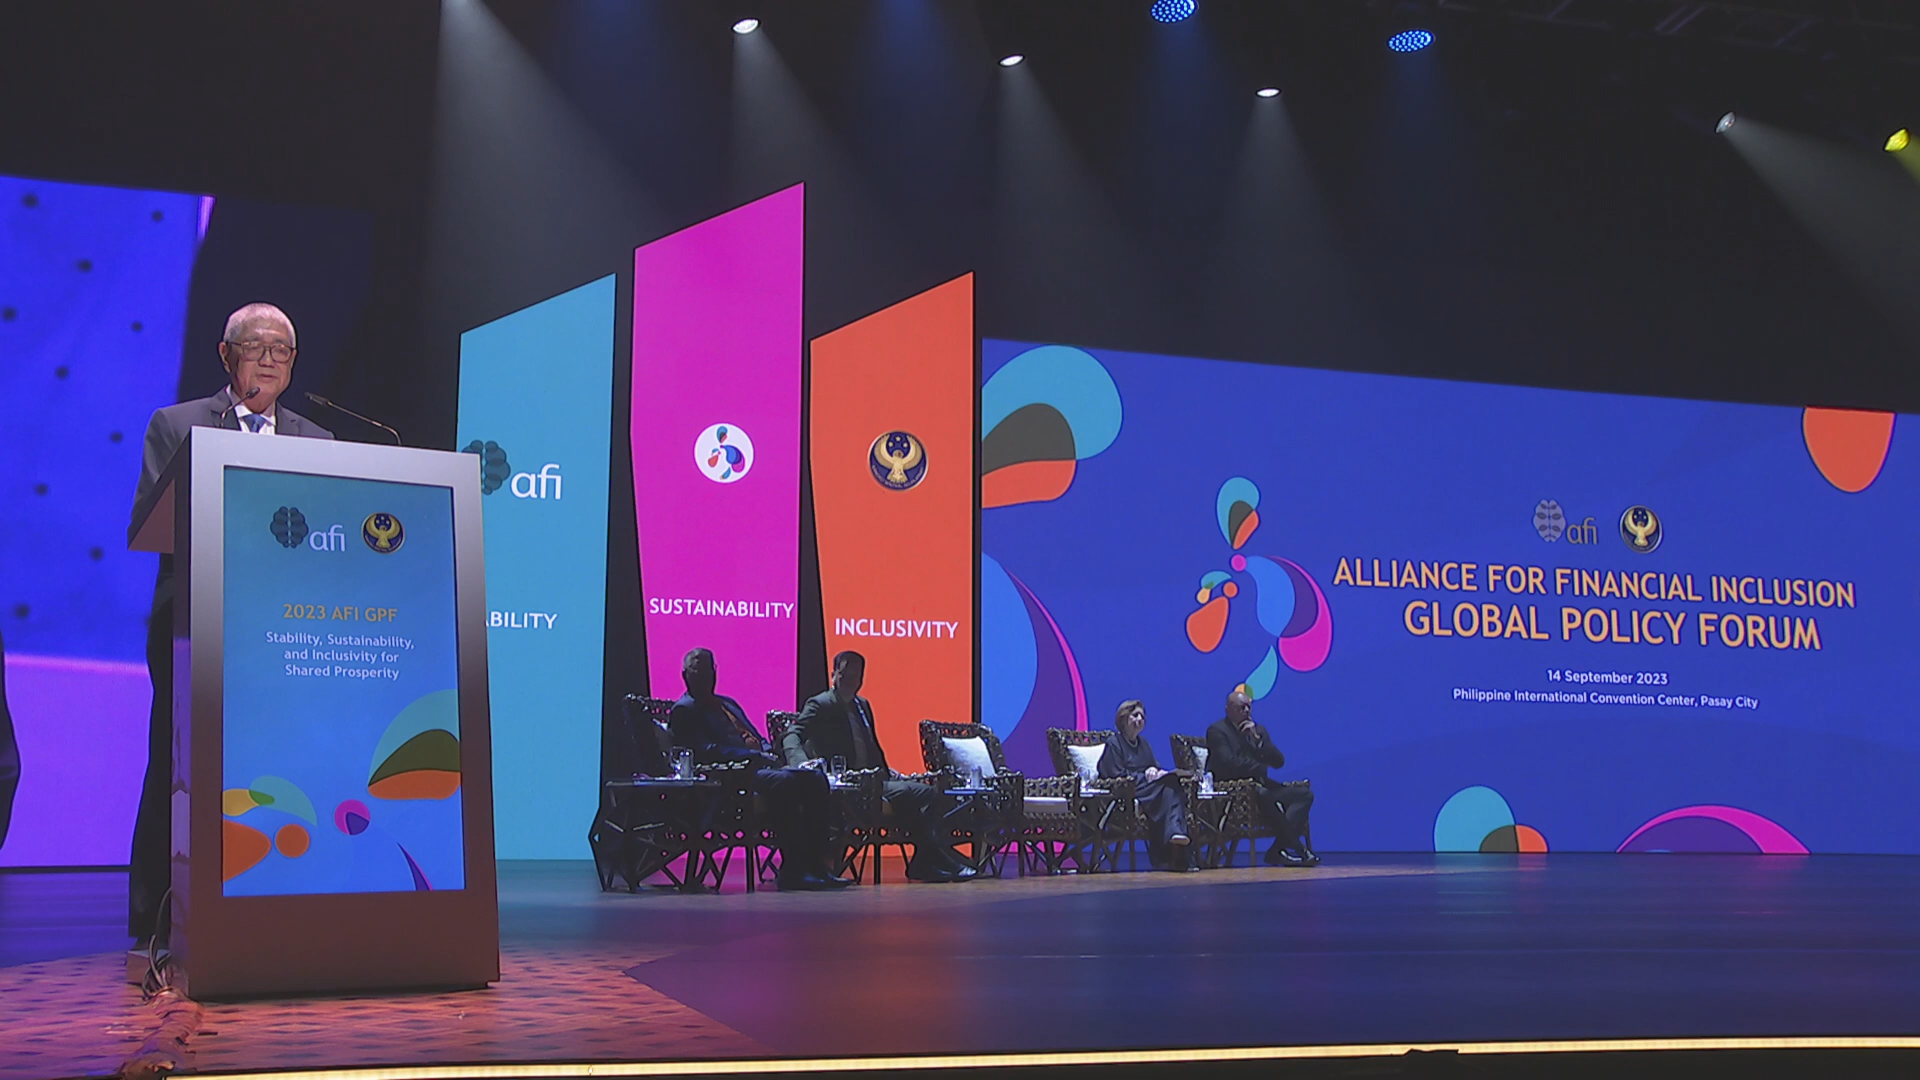 afi
2023 AFI GPF
Stability, Sustainability,
and Inclusivity for
Shared Prosperity
afi
ABILITY
SUSTAINABILITY
INCLUSIVITY
afi
ALLIANCE FOR FINANCIAL INCLUSION
GLOBAL POLICY FORUM
14 September 2023
Philippine International Convention Center, Pasay City